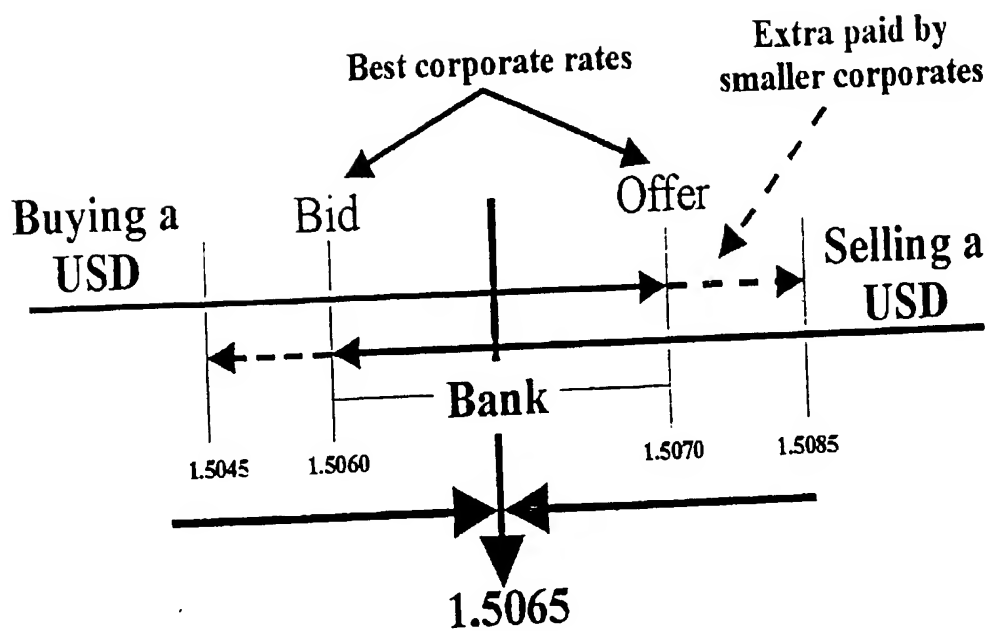 Best corporate rates
Extra paid by
smaller corporates
Buying a
USD
Bid
Offer
Selling a
USD
Bank
1.5045
1.5060
1.5070
1.5085
1.5065